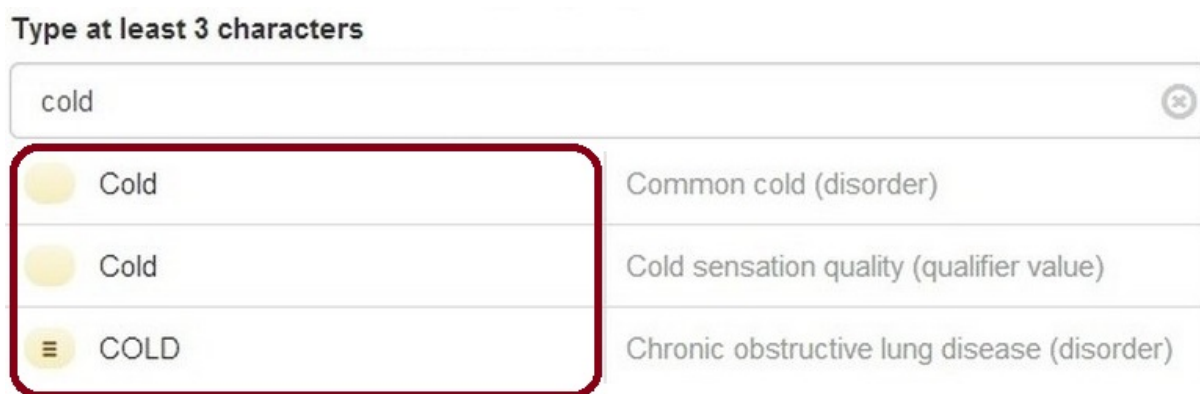 Type at least 3 characters
cold
Cold Common cold (disorder)
Cold Cold sensation quality (qualifier value)
COLD Chronic obstructive lung disease (disorder)